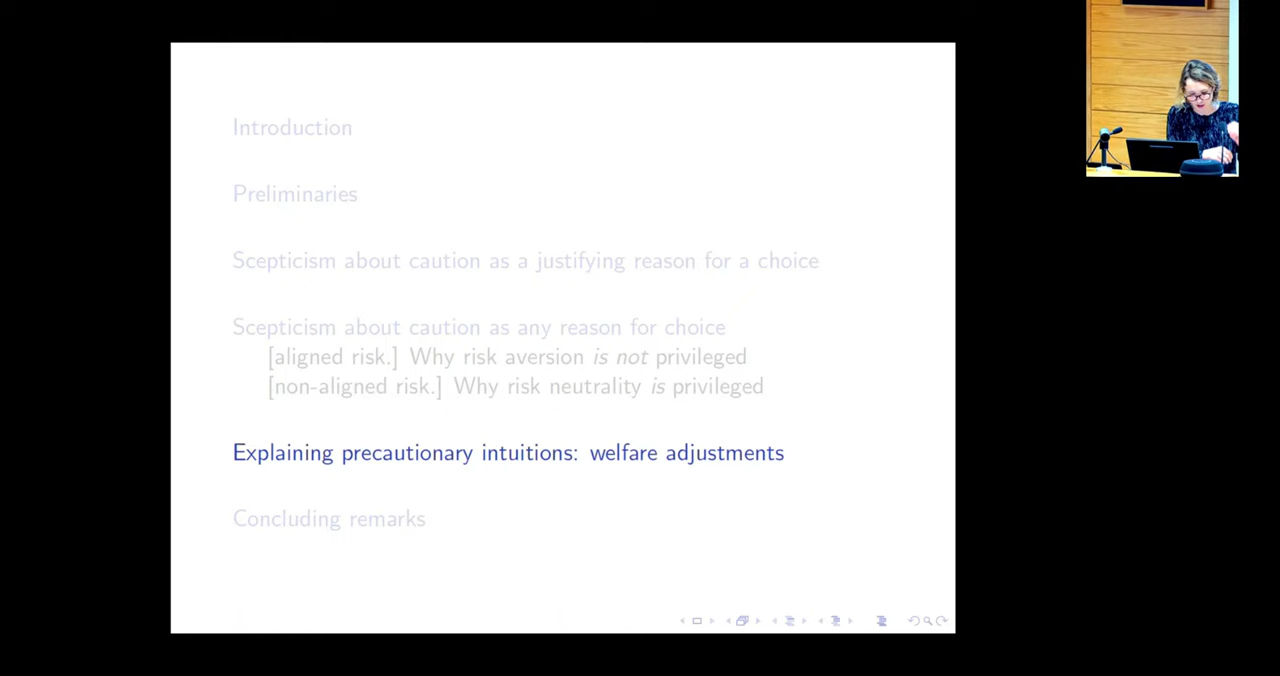 Introduction
Preliminaries
Scepticism about caution as a justifying reason for a choice
Scepticism about caution as any reason for choice
[aligned risk.] Why risk aversion is not privileged
[non-aligned risk.] Why risk neutrality is privileged
Explaining precautionary intuitions: welfare adjustments
Concluding remarks